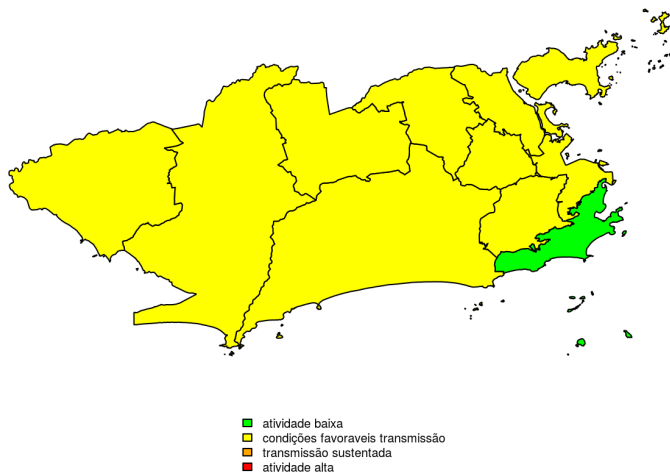 atividade baixa
condições favoraveis transmissão
transmissão sustentada
atividade alta